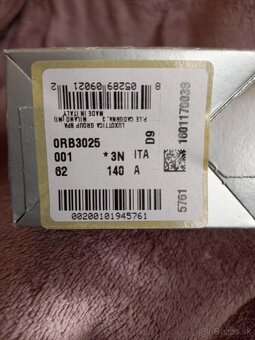 8 05289 09021 2
LUXOTTICA GROUP SPA
P.LE CADORNA, 3 MILANO (MI)
MADE IN ITALY
0RB3025 D9
001 *3N ITA
62 140 A
00200101945761
1601170039
5761